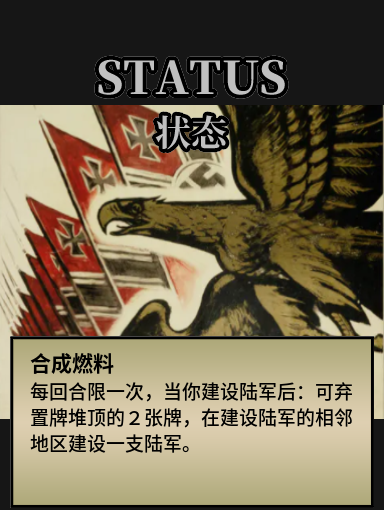 STATUS
状态
合成燃料
每回合限一次，当你建设陆军后：可弃
置牌堆顶的２张牌，在建设陆军的相邻
地区建设一支陆军。